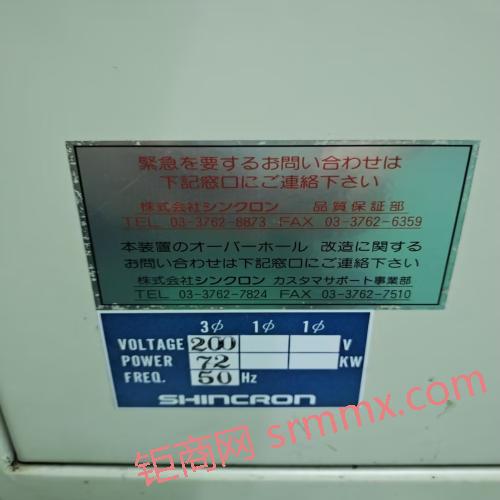 緊急を要するお問い合わせは
下記窓口にご連絡下さい
株式会社シンクロン 品質保証部
TEL 03-3762-8873 FAX 03-3762-6359
本装置のオーバーホール 改造に関する
お問い合わせは下記窓口にご連絡下さい
株式会社シンクロン カスタマサポート事業部
TEL 03-3762-7824 FAX 03-3762-7510
3φ 1φ 1φ
VOLTAGE 200 V
POWER 72 KW
FREQ. 50 Hz
SHINCRON
钜商网 srmmx.com